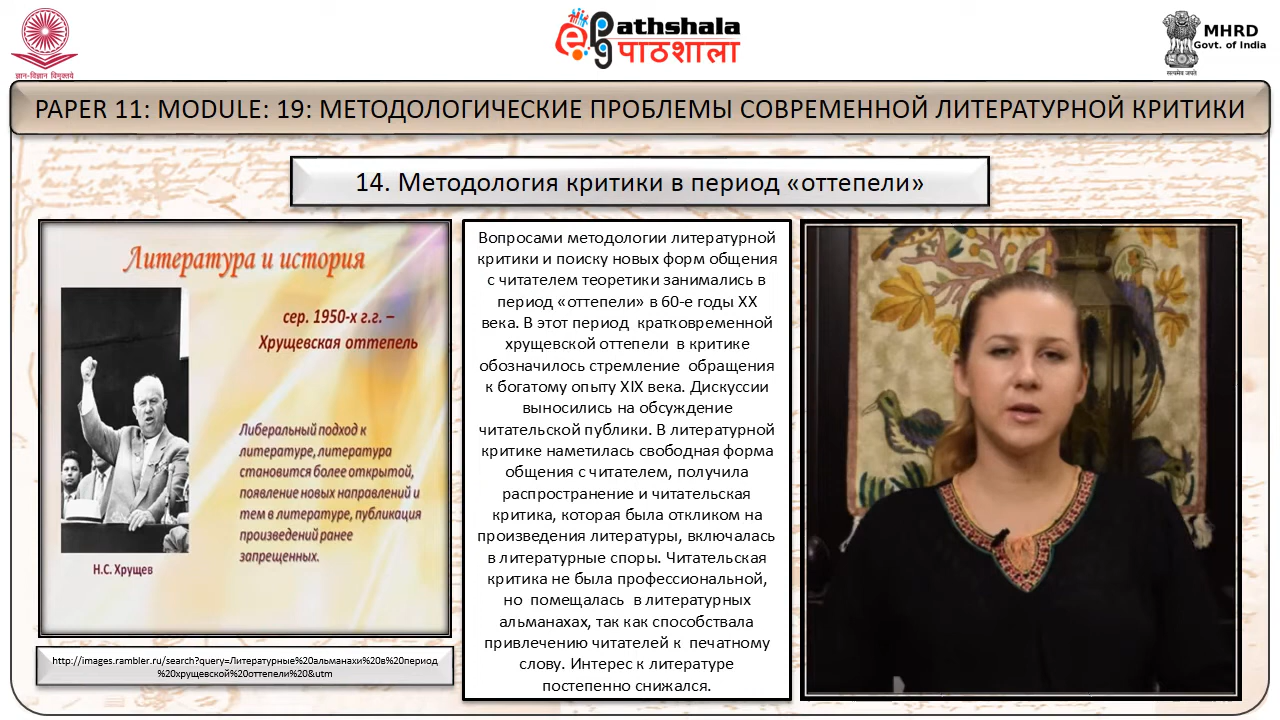 ePathshala
पाठशाला
MHRD
Govt. of India
सत्यमेव जयते
ज्ञान-विज्ञान विमुक्तये
PAPER 11: MODULE: 19: МЕТОДОЛОГИЧЕСКИЕ ПРОБЛЕМЫ СОВРЕМЕННОЙ ЛИТЕРАТУРНОЙ КРИТИКИ
14. Методология критики в период «оттепели»
Литература и история
сер. 1950-х г.г. –
Хрущевская оттепель
Либеральный подход к
литературе, литература
становится более открытой,
появление новых направлений и
тем в литературе, публикация
произведений ранее
запрещенных.
Н.С. Хрущев
http://images.rambler.ru/search?query=Литературные%20альманахи%20в%20период
%20хрущевской%20оттепели%20&utm
Вопросами методологии литературной
критики и поиску новых форм общения
с читателем теоретики занимались в
период «оттепели» в 60-е годы XX
века. В этот период кратковременной
хрущевской оттепели в критике
обозначилось стремление обращения
к богатому опыту XIX века. Дискуссии
выносились на обсуждение
читательской публики. В литературной
критике наметилась свободная форма
общения с читателем, получила
распространение и читательская
критика, которая была откликом на
произведения литературы, включалась
в литературные споры. Читательская
критика не была профессиональной,
но помещалась в литературных
альманахах, так как способствала
привлечению читателей к печатному
слову. Интерес к литературе
постепенно снижался.